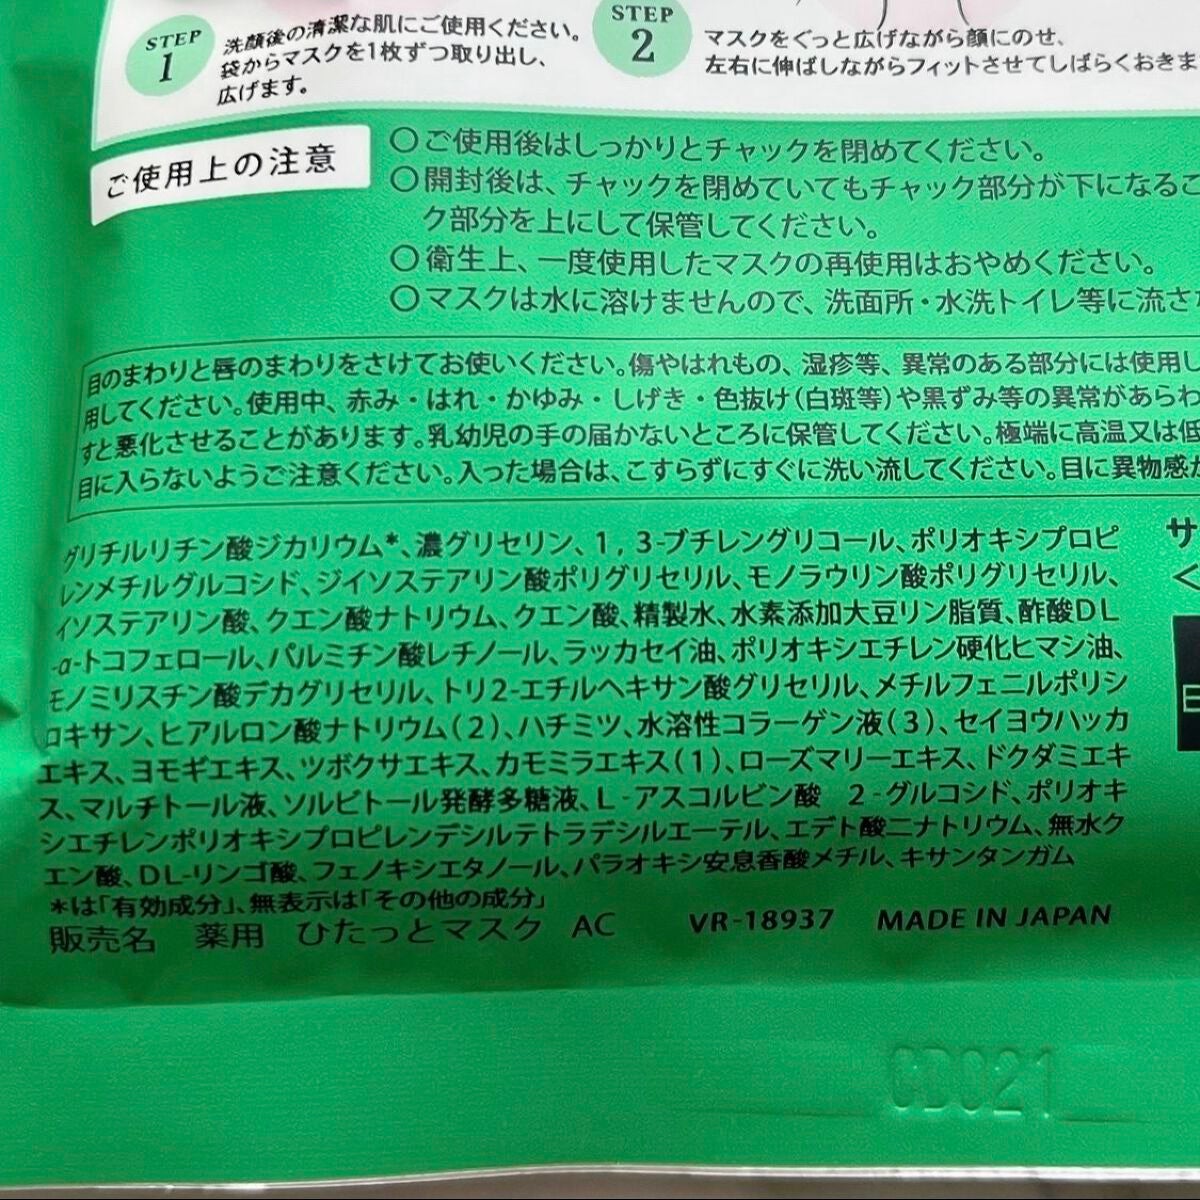 STEP
1
洗顔後の清潔な肌にご使用ください。
袋からマスクを1枚ずつ取り出し、
広げます。
STEP
2
マスクをぐっと広げながら顔にのせ、
左右に伸ばしながらフィットさせてしばらくおきま
ご使用上の注意
○ご使用後はしっかりとチャックを閉めてください。
○開封後は、チャックを閉めていてもチャック部分が下になるこ
ク部分を上にして保管してください。
○衛生上、一度使用したマスクの再使用はおやめください。
○マスクは水に溶けませんので、洗面所・水洗トイレ等に流さ
目のまわりと唇のまわりをさけてお使いください。傷やはれもの、湿疹等、異常のある部分には使用し
用してください。使用中、赤み・はれ・かゆみ・しげき・色抜け(白斑等)や黒ずみ等の異常があらわ
すと悪化させることがあります。乳幼児の手の届かないところに保管してください。極端に高温又は低
目に入らないようご注意ください。入った場合は、こすらずにすぐに洗い流してください。目に異物感が
グリチルリチン酸ジカリウム*、濃グリセリン、1,3-ブチレングリコール、ポリオキシプロピ
レンメチルグルコシド、ジイソステアリン酸ポリグリセリル、モノラウリン酸ポリグリセリル、
イソステアリン酸、クエン酸ナトリウム、クエン酸、精製水、水素添加大豆リン脂質、酢酸DL
-α-トコフェロール、パルミチン酸レチノール、ラッカセイ油、ポリオキシエチレン硬化ヒマシ油、
モノミリスチン酸デカグリセリル、トリ2-エチルヘキサン酸グリセリル、メチルフェニルポリシ
ロキサン、ヒアルロン酸ナトリウム(2)、ハチミツ、水溶性コラーゲン液(3)、セイヨウハッカ
エキス、ヨモギエキス、ツボクサエキス、カモミラエキス(1)、ローズマリーエキス、ドクダミエキ
ス、マルチトール液、ソルビトール発酵多糖液、L-アスコルビン酸 2-グルコシド、ポリオキ
シエチレンポリオキシプロピレンデシルテトラデシルエーテル、エデト酸二ナトリウム、無水ク
エン酸、DL-リンゴ酸、フェノキシエタノール、パラオキシ安息香酸メチル、キサンタンガム
*は「有効成分」、無表示は「その他の成分」
販売名 薬用 ひたっとマスク AC VR-18937 MADE IN JAPAN
サ
<
CD021